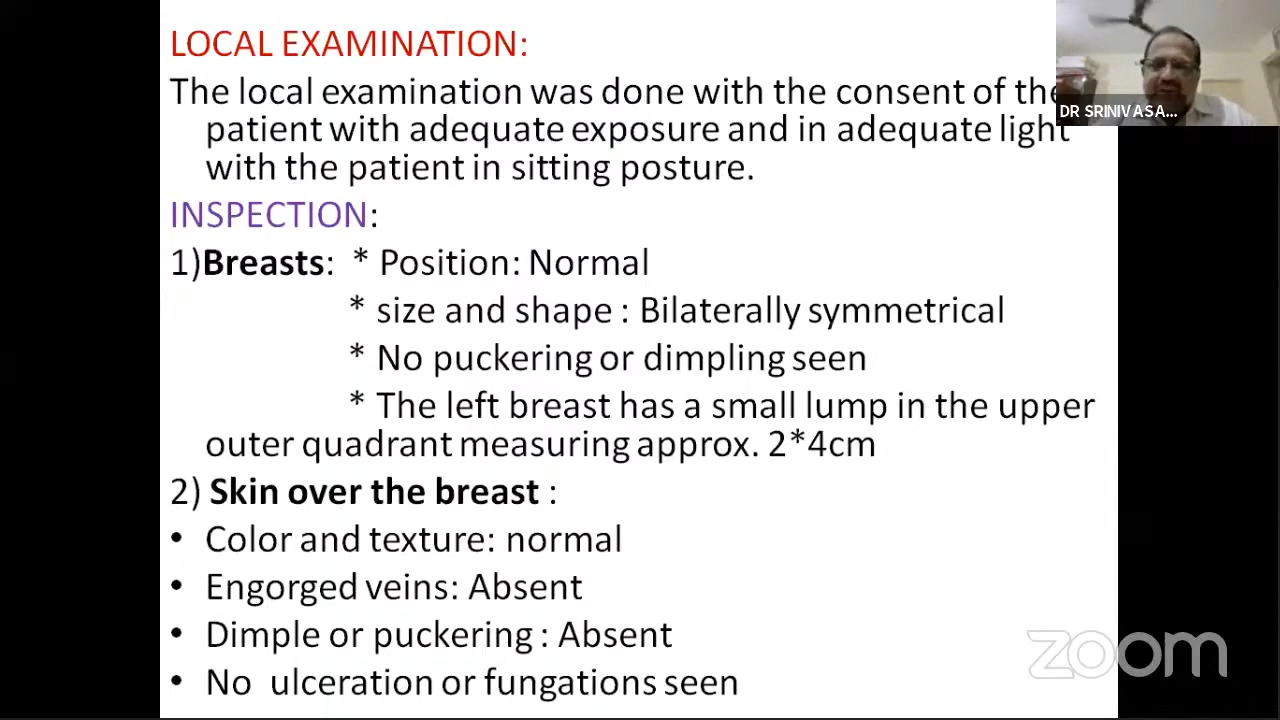 LOCAL EXAMINATION:
The local examination was done with the consent of the
DR SRINIVASA...
patient with adequate exposure and in adequate light
with the patient in sitting posture.
INSPECTION:
1)Breasts: * Position: Normal
* size and shape : Bilaterally symmetrical
* No puckering or dimpling seen
* The left breast has a small lump in the upper
outer quadrant measuring approx. 2*4cm
2) Skin over the breast :
• Color and texture: normal
• Engorged veins: Absent
• Dimple or puckering : Absent
• No ulceration or fungations seen
zoom